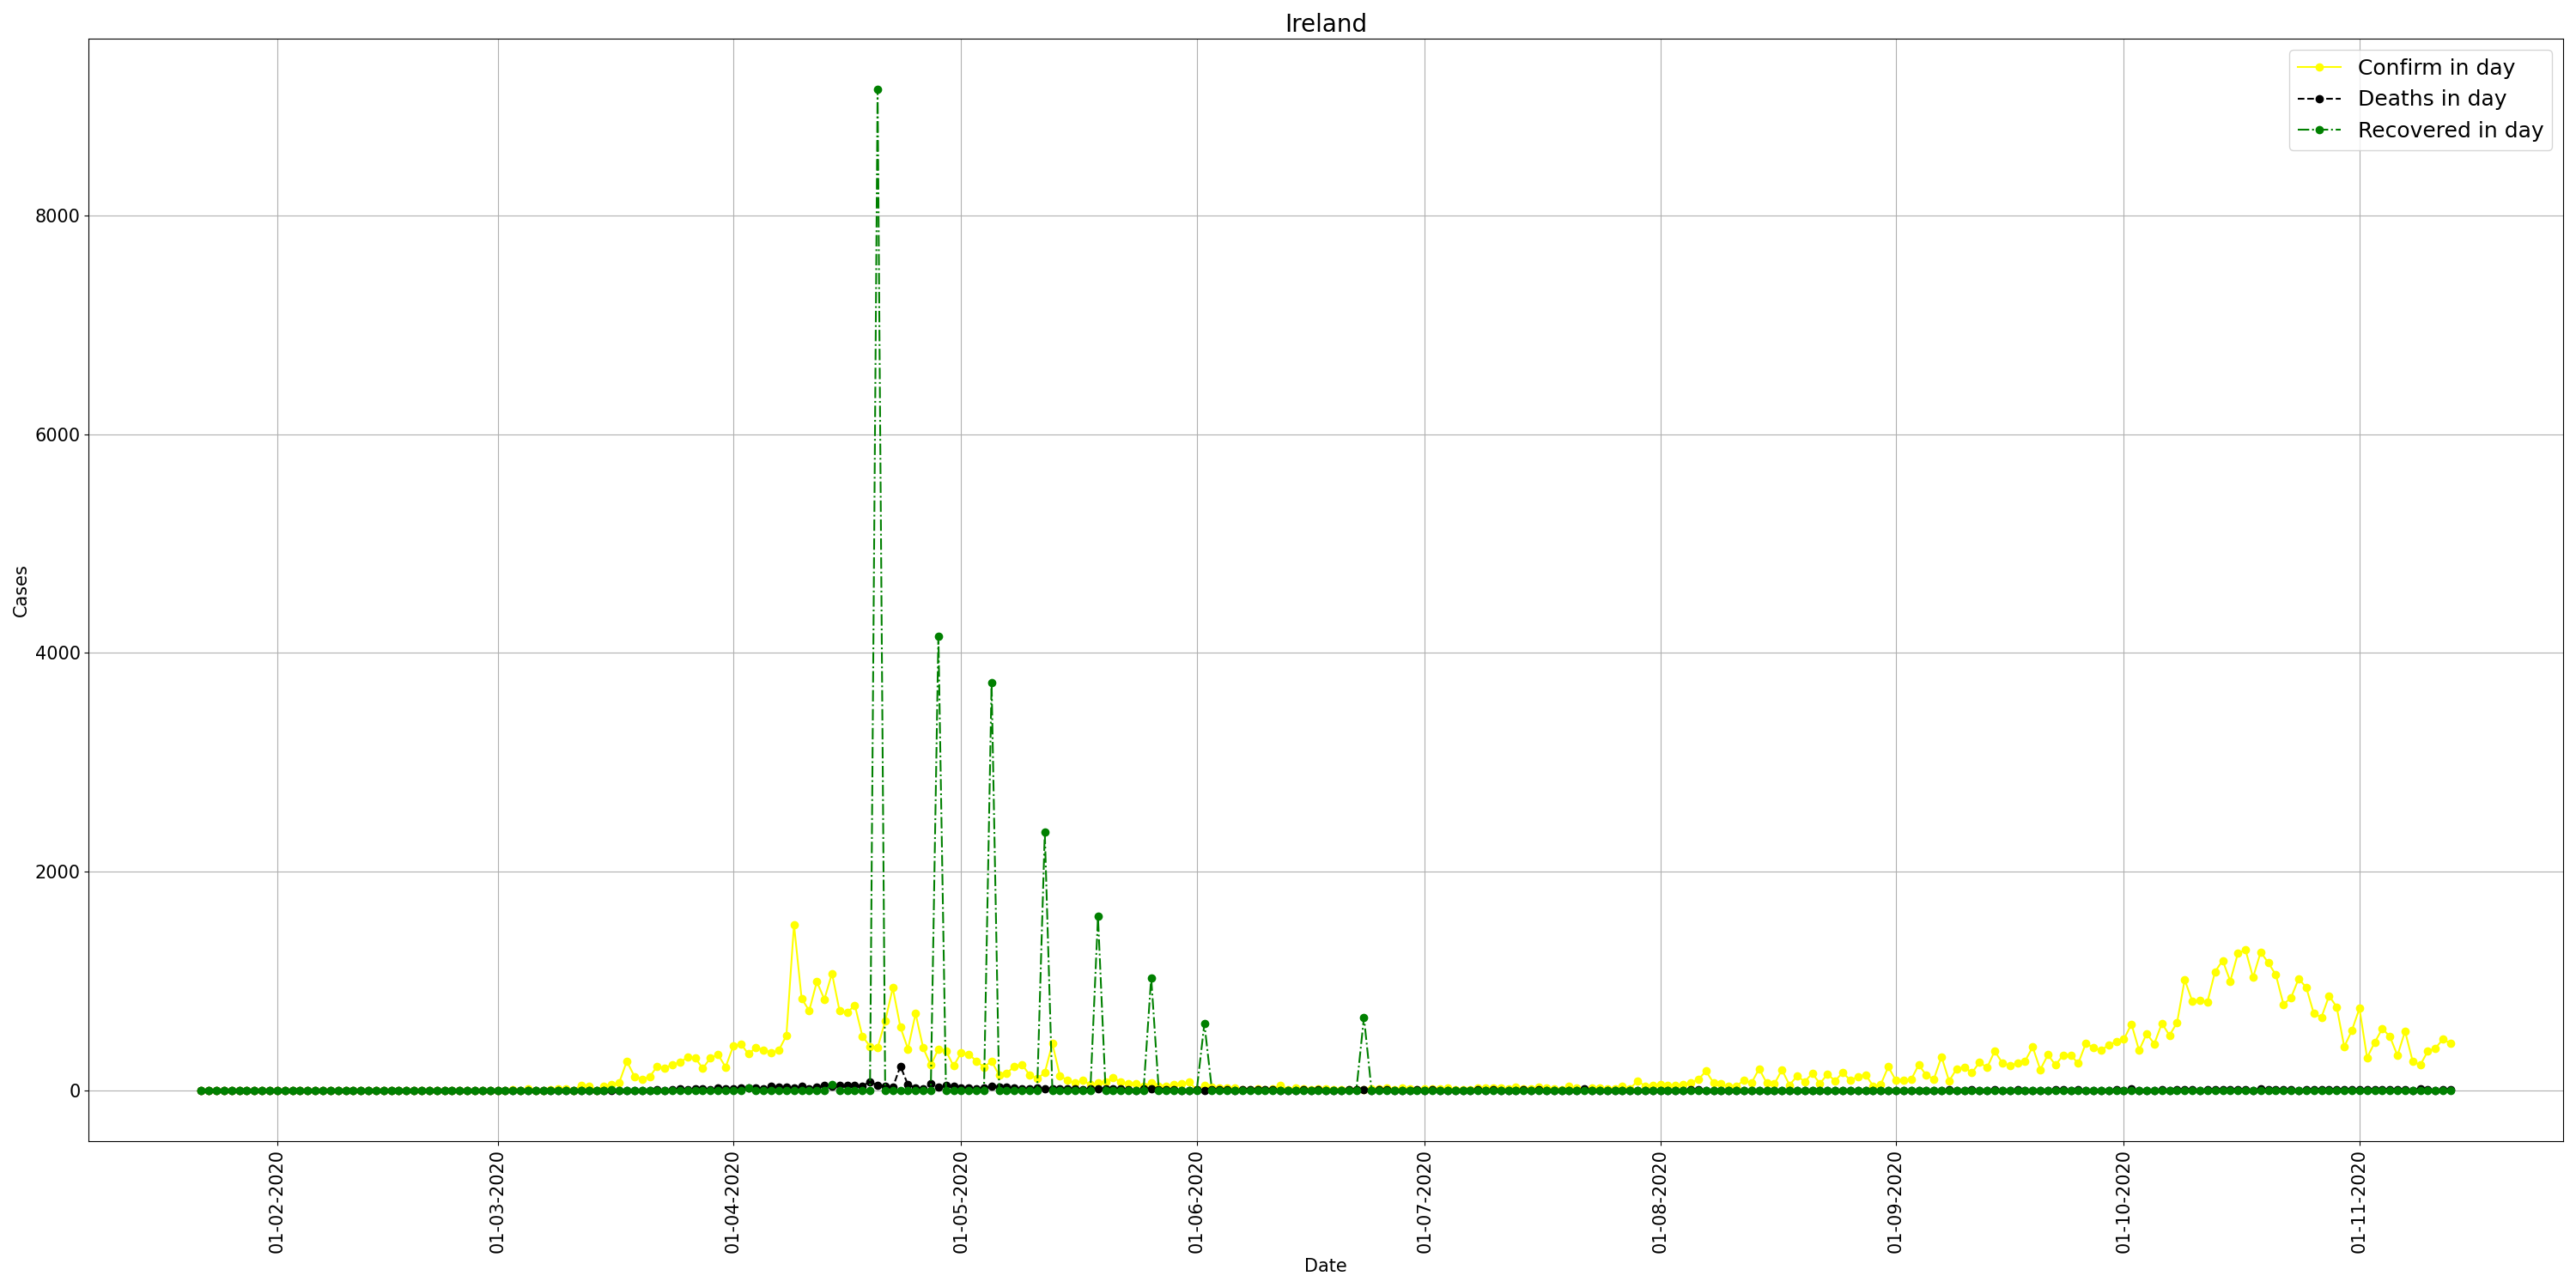 Ireland
Confirm in day
Deaths in day
Recovered in day
8000
6000
4000
2000
0
Cases
01-02-2020
01-03-2020
01-04-2020
01-05-2020
01-06-2020
01-07-2020
01-08-2020
01-09-2020
01-10-2020
01-11-2020
Date